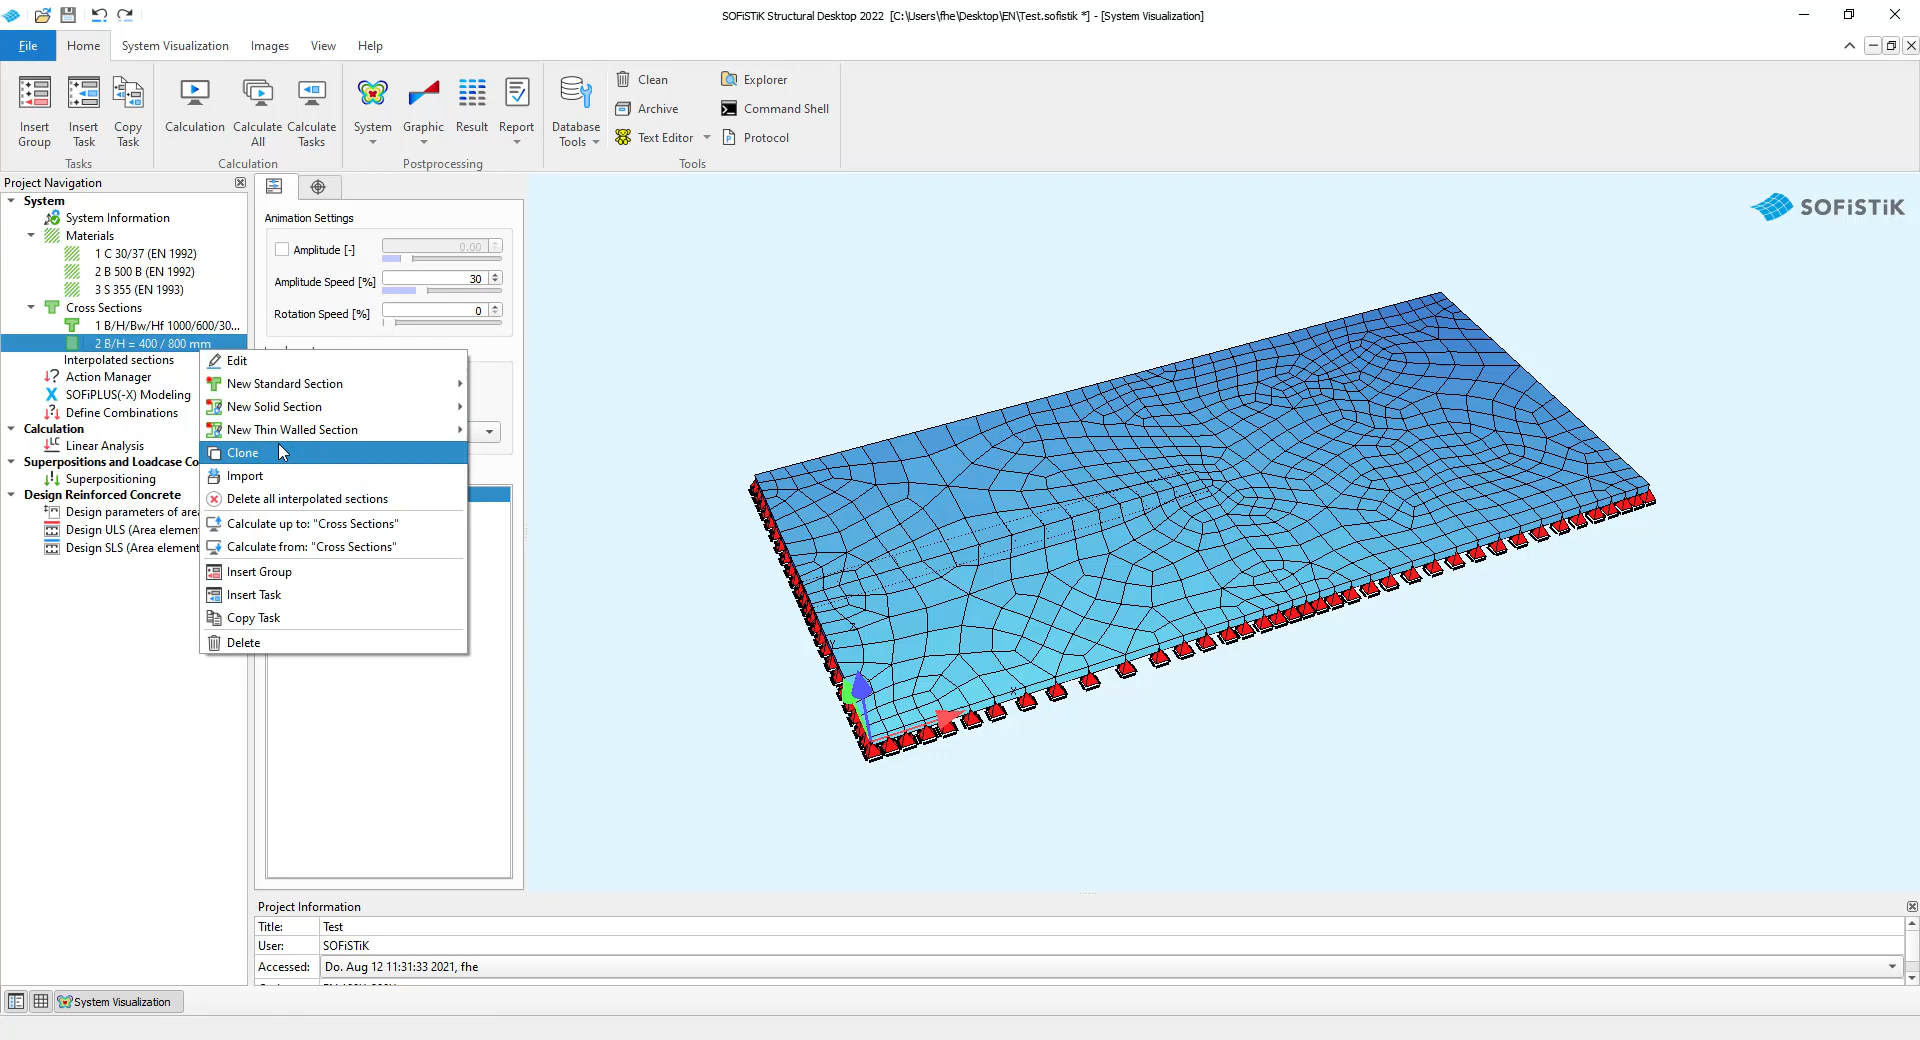 SOFiSTiK Structural Desktop 2022 [C:\Users\fhe\Desktop\EN\Test.sofistik *] - [System Visualization]
File Home System Visualization Images View Help
Insert Group
Insert Task
Copy Task
Tasks
Calculation
Calculate All
Calculate Tasks
Calculation
System
Graphic
Result
Report
Postprocessing
Database Tools
Clean
Archive
Text Editor
Explorer
Command Shell
Protocol
Tools
Project Navigation
System
System Information
Materials
1 C 30/37 (EN 1992)
2 B 500 B (EN 1992)
3 S 355 (EN 1993)
Cross Sections
1 B/H/Bw/Hf 1000/600/30...
2 B/H = 400 / 800 mm
Interpolated sections
Action Manager
SOFiPLUS(-X) Modeling
Define Combinations
Calculation
Linear Analysis
Superpositions and Loadcase Co
Superpositioning
Design Reinforced Concrete
Design parameters of area
Design ULS (Area element
Design SLS (Area element
Animation Settings
Amplitude [-] 0.00
Amplitude Speed [%] 30
Rotation Speed [%] 0
Edit
New Standard Section
New Solid Section
New Thin Walled Section
Clone
Import
Delete all interpolated sections
Calculate up to: "Cross Sections"
Calculate from: "Cross Sections"
Insert Group
Insert Task
Copy Task
Delete
SOFiSTiK
X
Project Information
Title: Test
User: SOFiSTiK
Accessed: Do. Aug 12 11:31:33 2021, fhe
System Visualization